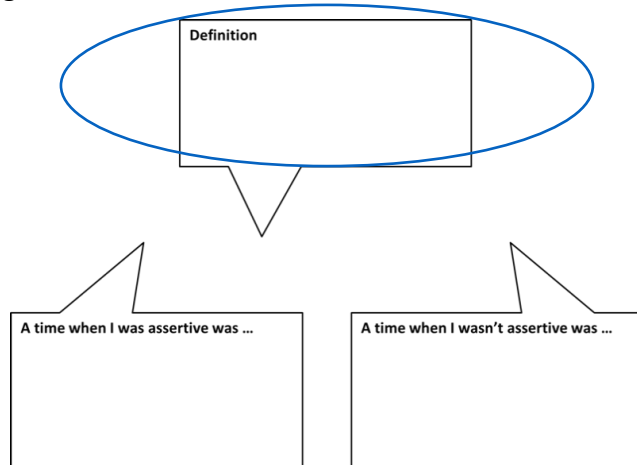 Definition
A time when I was assertive was ...
A time when I wasn’t assertive was ...